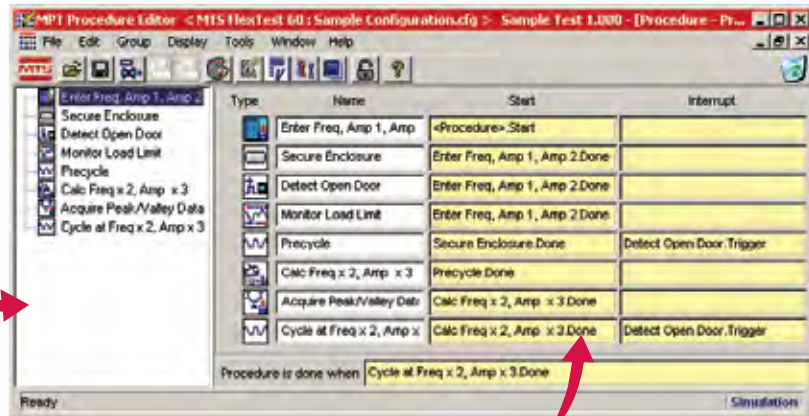 MPT Procedure Editor < MTS FlexTest 60 : Sample Configuration.cfg > Sample Test 1.000 - [Procedure - Pr...
File Edit Group Display Tools Window Help
MTS
Enter Freq, Amp 1, Amp 2
Secure Enclosure
Detect Open Door
Monitor Load Limit
Precycle
Calc Freq x 2, Amp x 3
Acquire Peak/Valley Data
Cycle at Freq x 2, Amp x 3
Type Name Start Interrupt
Enter Freq, Amp 1, Amp <Procedure>.Start
Secure Enclosure Enter Freq, Amp 1, Amp 2.Done
Detect Open Door Enter Freq, Amp 1, Amp 2.Done
Monitor Load Limit Enter Freq, Amp 1, Amp 2.Done
Precycle Secure Enclosure.Done Detect Open Door.Trigger
Calc Freq x 2, Amp x 3 Precycle.Done
Acquire Peak/Valley Dat Calc Freq x 2, Amp x 3.Done
Cycle at Freq x 2, Amp x Calc Freq x 2, Amp x 3.Done Detect Open Door.Trigger
Procedure is done when Cycle at Freq x 2, Amp x 3.Done
Ready Simulation